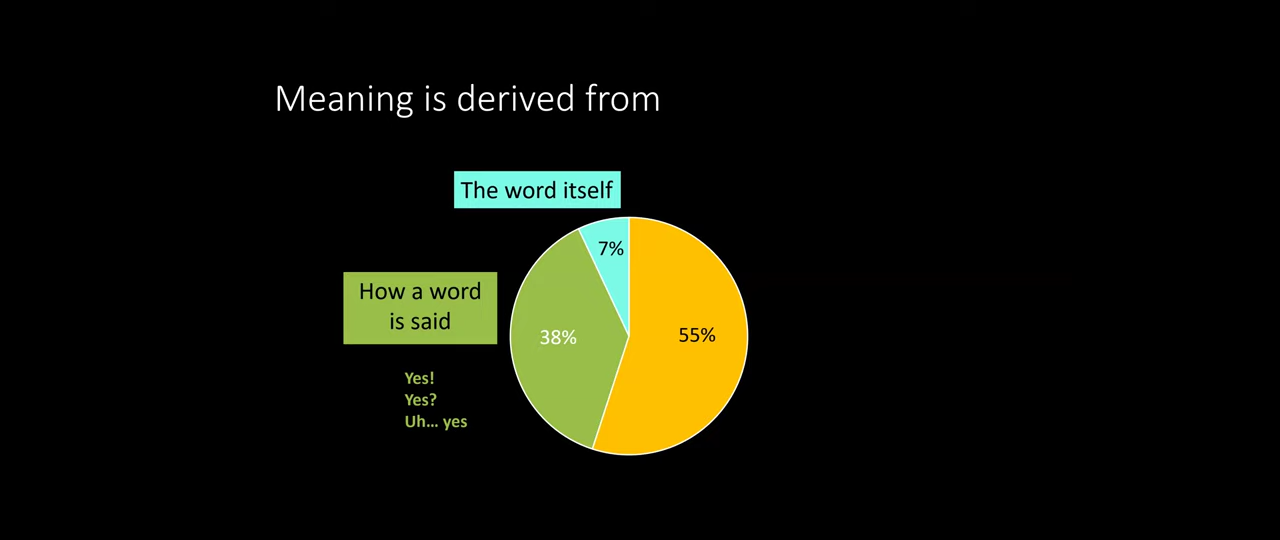 Meaning is derived from
The word itself
7%
How a word
is said
38%
55%
Yes!
Yes?
Uh... yes